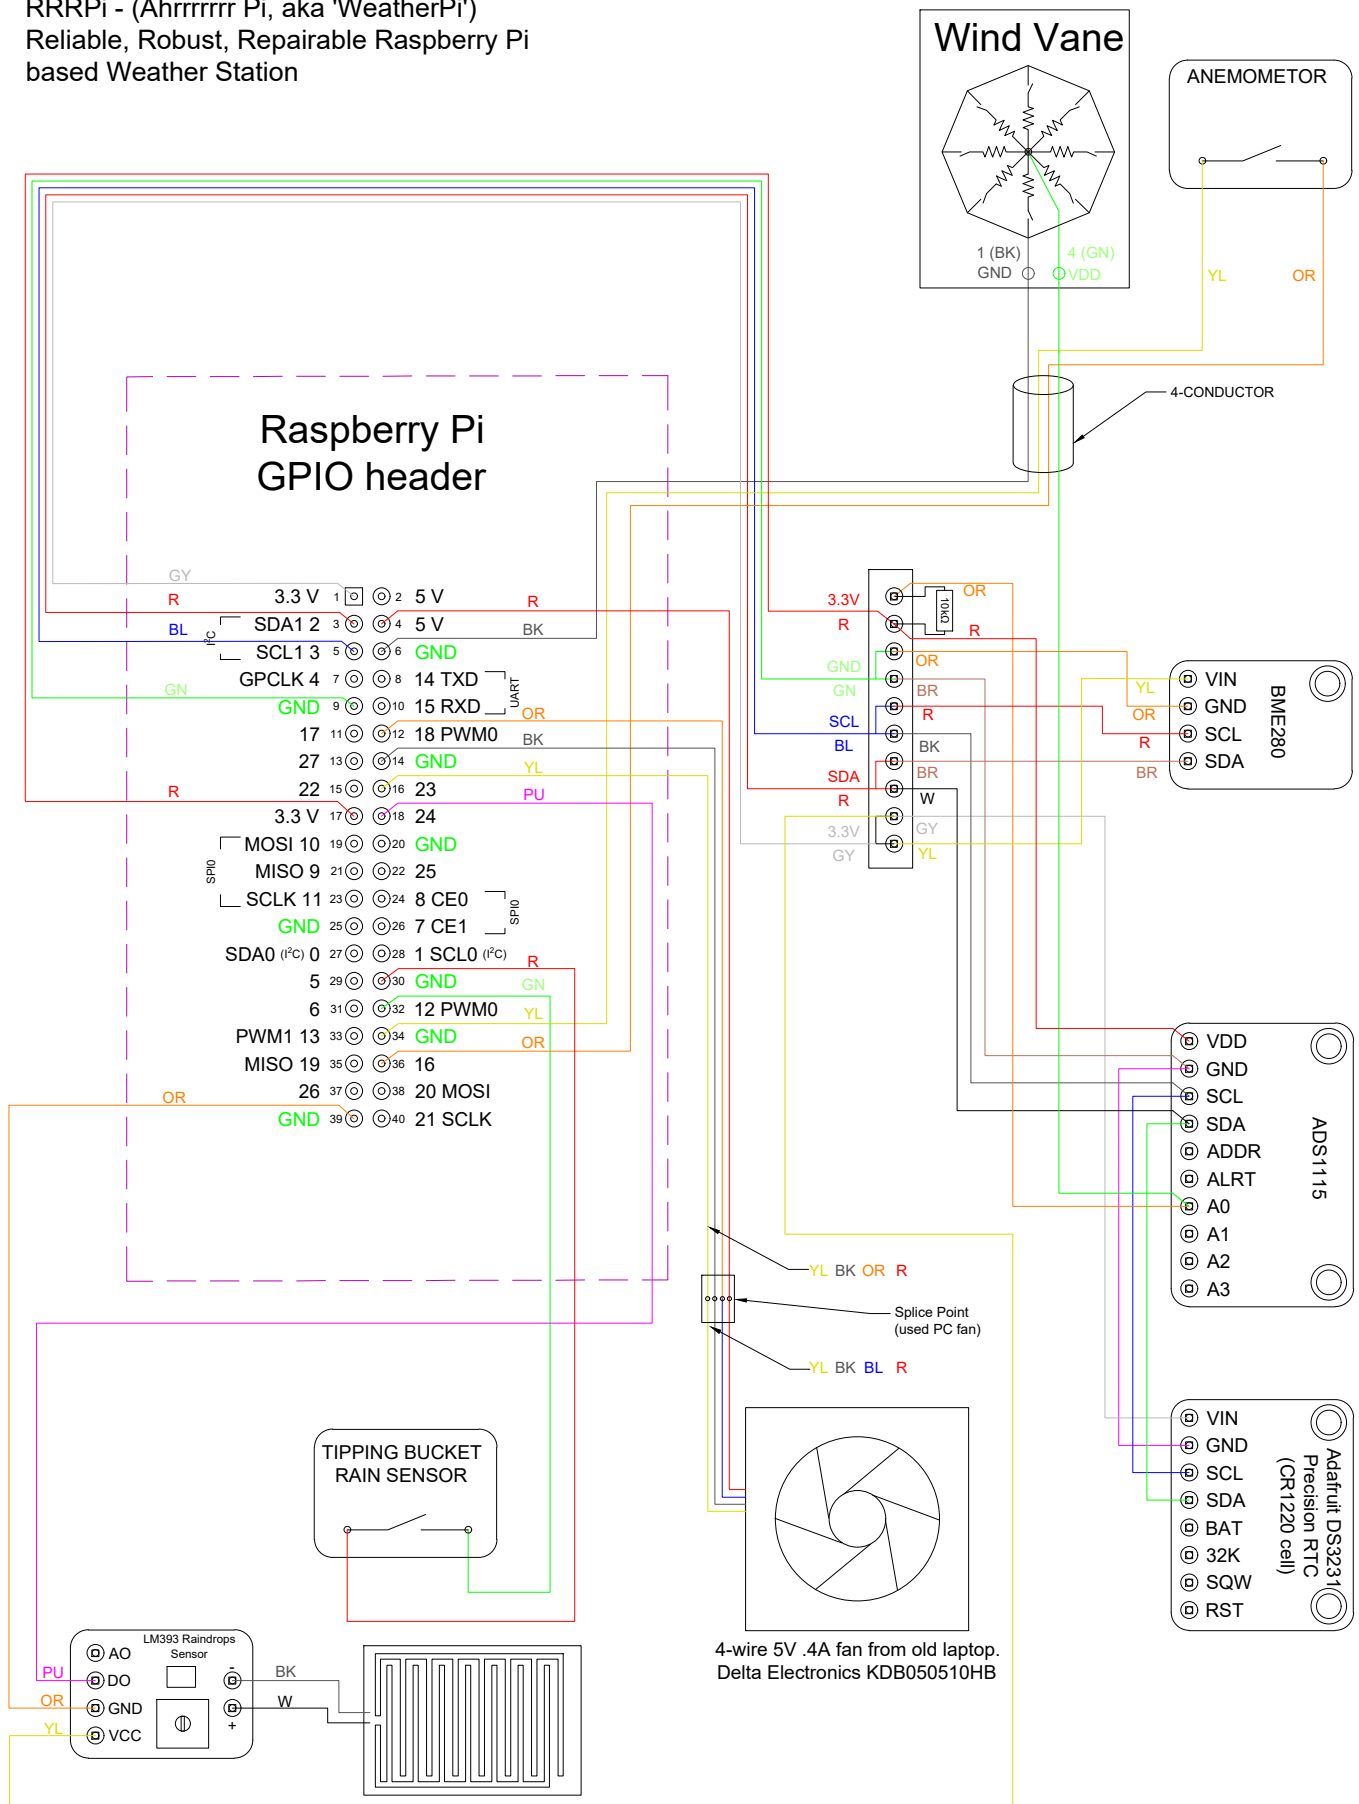 RRRPi - (Ahrrrrrrr Pi, aka 'WeatherPi')
Reliable, Robust, Repairable Raspberry Pi
based Weather Station
Wind Vane
1 (BK)
GND
4 (GN)
VDD
ANEMOMETOR
YL
OR
4-CONDUCTOR
Raspberry Pi
GPIO header
GY
R
BL
GN
R
OR
I²C
SPI0
3.3 V 1 2 5 V
SDA1 2 3 4 5 V
SCL1 3 5 6 GND
GPCLK 4 7 8 14 TXD
GND 9 10 15 RXD
17 11 12 18 PWM0
27 13 14 GND
22 15 16 23
3.3 V 17 18 24
MOSI 10 19 20 GND
MISO 9 21 22 25
SCLK 11 23 24 8 CE0
GND 25 26 7 CE1
SDA0 (I²C) 0 27 28 1 SCL0 (I²C)
5 29 30 GND
6 31 32 12 PWM0
PWM1 13 33 34 GND
MISO 19 35 36 16
26 37 38 20 MOSI
GND 39 40 21 SCLK
UART
SPI0
R
BK
OR
BK
YL
PU
R
GN
YL
OR
3.3V
R
GND
GN
SCL
BL
SDA
R
3.3V
GY
10kΩ
OR
R
OR
BR
R
BK
BR
W
GY
YL
YL
OR
R
BR
VIN
GND
SCL
SDA
BME280
VDD
GND
SCL
SDA
ADDR
ALRT
A0
A1
A2
A3
ADS1115
YL BK OR R
Splice Point
(used PC fan)
YL BK BL R
VIN
GND
SCL
SDA
BAT
32K
SQW
RST
Adafruit DS3231
Precision RTC
(CR1220 cell)
TIPPING BUCKET
RAIN SENSOR
4-wire 5V .4A fan from old laptop.
Delta Electronics KDB050510HB
LM393 Raindrops
Sensor
AO
DO
GND
VCC
-
+
PU
OR
YL
BK
W